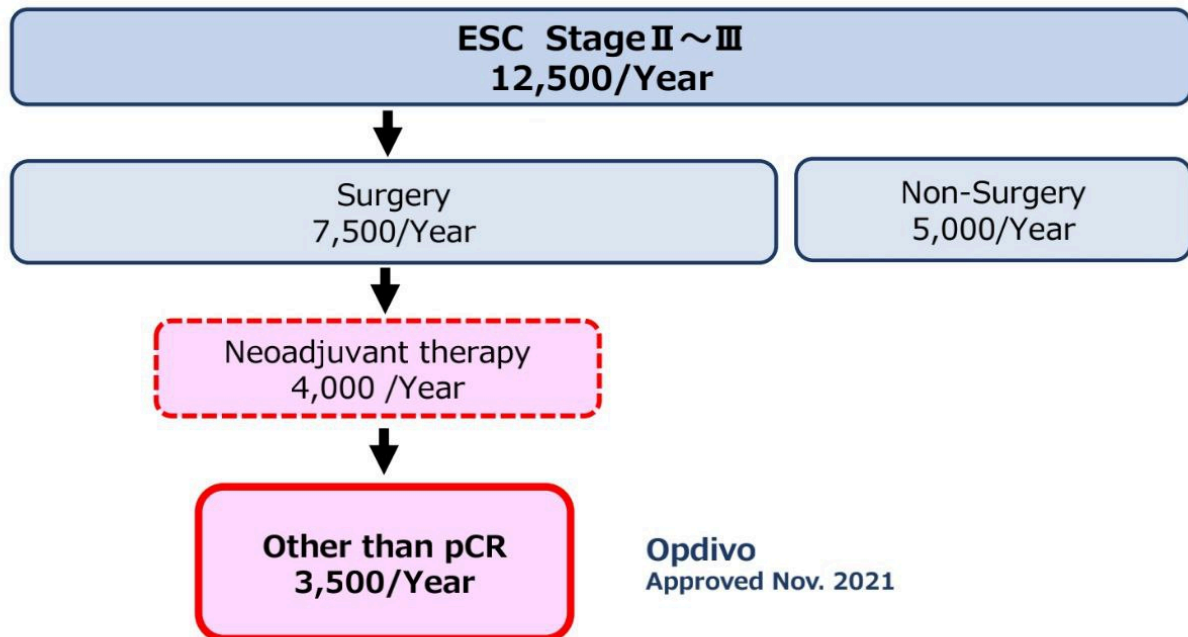 ESC StageⅡ～Ⅲ
12,500/Year
Surgery
7,500/Year
Non-Surgery
5,000/Year
Neoadjuvant therapy
4,000 /Year
Other than pCR
3,500/Year
Opdivo
Approved Nov. 2021